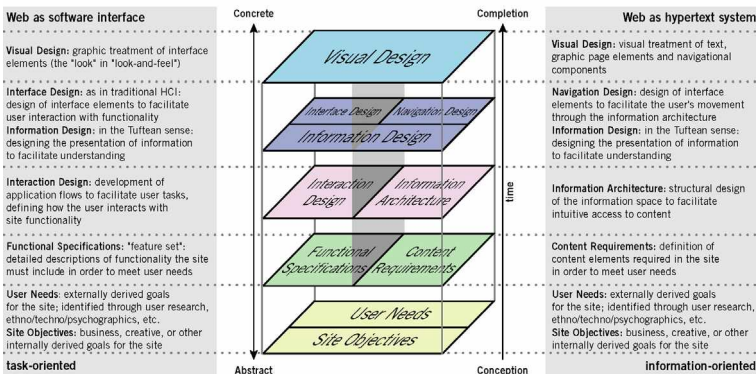 Web as software interface
Visual Design: graphic treatment of interface
elements (the "look" in "look-and-feel")
Interface Design: as in traditional HCI:
design of interface elements to facilitate
user interaction with functionality
Information Design: in the Tuftean sense:
designing the presentation of information
to facilitate understanding
Interaction Design: development of
application flows to facilitate user tasks,
defining how the user interacts with
site functionality
Functional Specifications: "feature set":
detailed descriptions of functionality the site
must include in order to meet user needs
User Needs: externally derived goals
for the site; identified through user research,
ethno/techno/psychographics, etc.
Site Objectives: business, creative, or other
internally derived goals for the site
task-oriented
Concrete
Completion
Visual Design
Interface Design
Navigation Design
Information Design
Interaction
Design
Information
Architecture
Functional
Specifications
Content
Requirements
User Needs
Site Objectives
time
Abstract
Conception
Web as hypertext system
Visual Design: visual treatment of text,
graphic page elements and navigational
components
Navigation Design: design of interface
elements to facilitate the user's movement
through the information architecture
Information Design: in the Tuftean sense:
designing the presentation of information
to facilitate understanding
Information Architecture: structural design
of the information space to facilitate
intuitive access to content
Content Requirements: definition of
content elements required in the site
in order to meet user needs
User Needs: externally derived goals
for the site; identified through user research,
ethno/techno/psychographics, etc.
Site Objectives: business, creative, or other
internally derived goals for the site
information-oriented